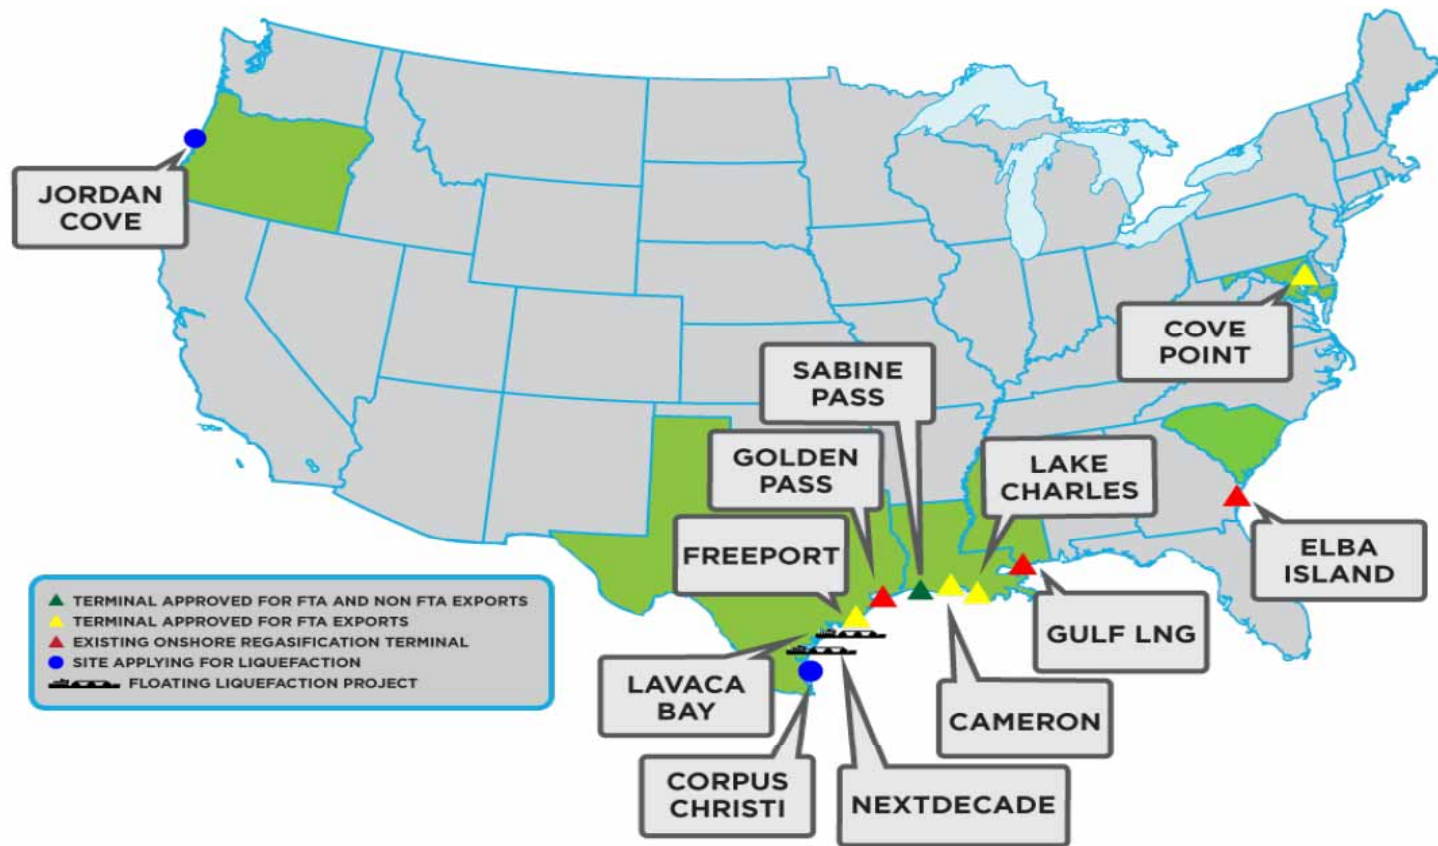 JORDAN
COVE
COVE
POINT
SABINE
PASS
GOLDEN
PASS
LAKE
CHARLES
FREEPORT
ELBA
ISLAND
GULF LNG
TERMINAL APPROVED FOR FTA AND NON FTA EXPORTS
TERMINAL APPROVED FOR FTA EXPORTS
EXISTING ONSHORE REGASIFICATION TERMINAL
SITE APPLYING FOR LIQUEFACTION
FLOATING LIQUEFACTION PROJECT
LAVACA
BAY
CAMERON
CORPUS
CHRISTI
NEXTDECADE